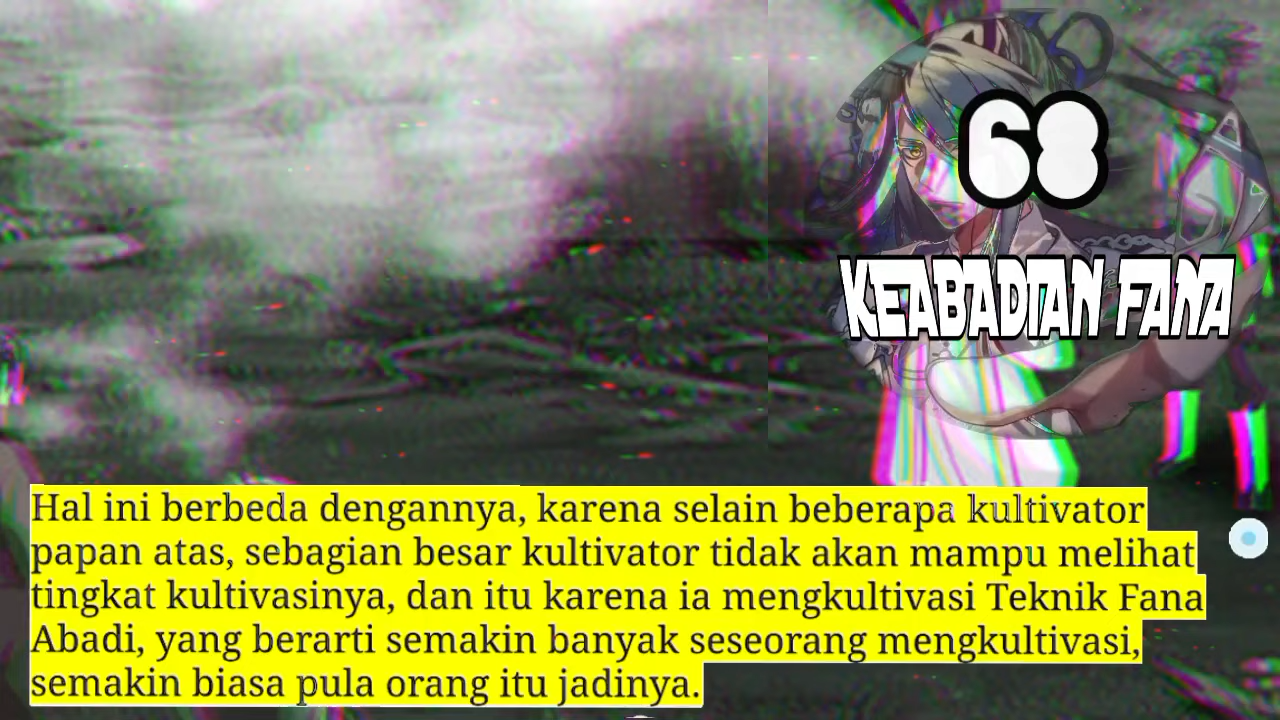 68
KEABADIAN FANA
Hal ini berbeda dengannya, karena selain beberapa kultivator
papan atas, sebagian besar kultivator tidak akan mampu melihat
tingkat kultivasinya, dan itu karena ia mengkultivasi Teknik Fana
Abadi, yang berarti semakin banyak seseorang mengkultivasi,
semakin biasa pula orang itu jadinya.